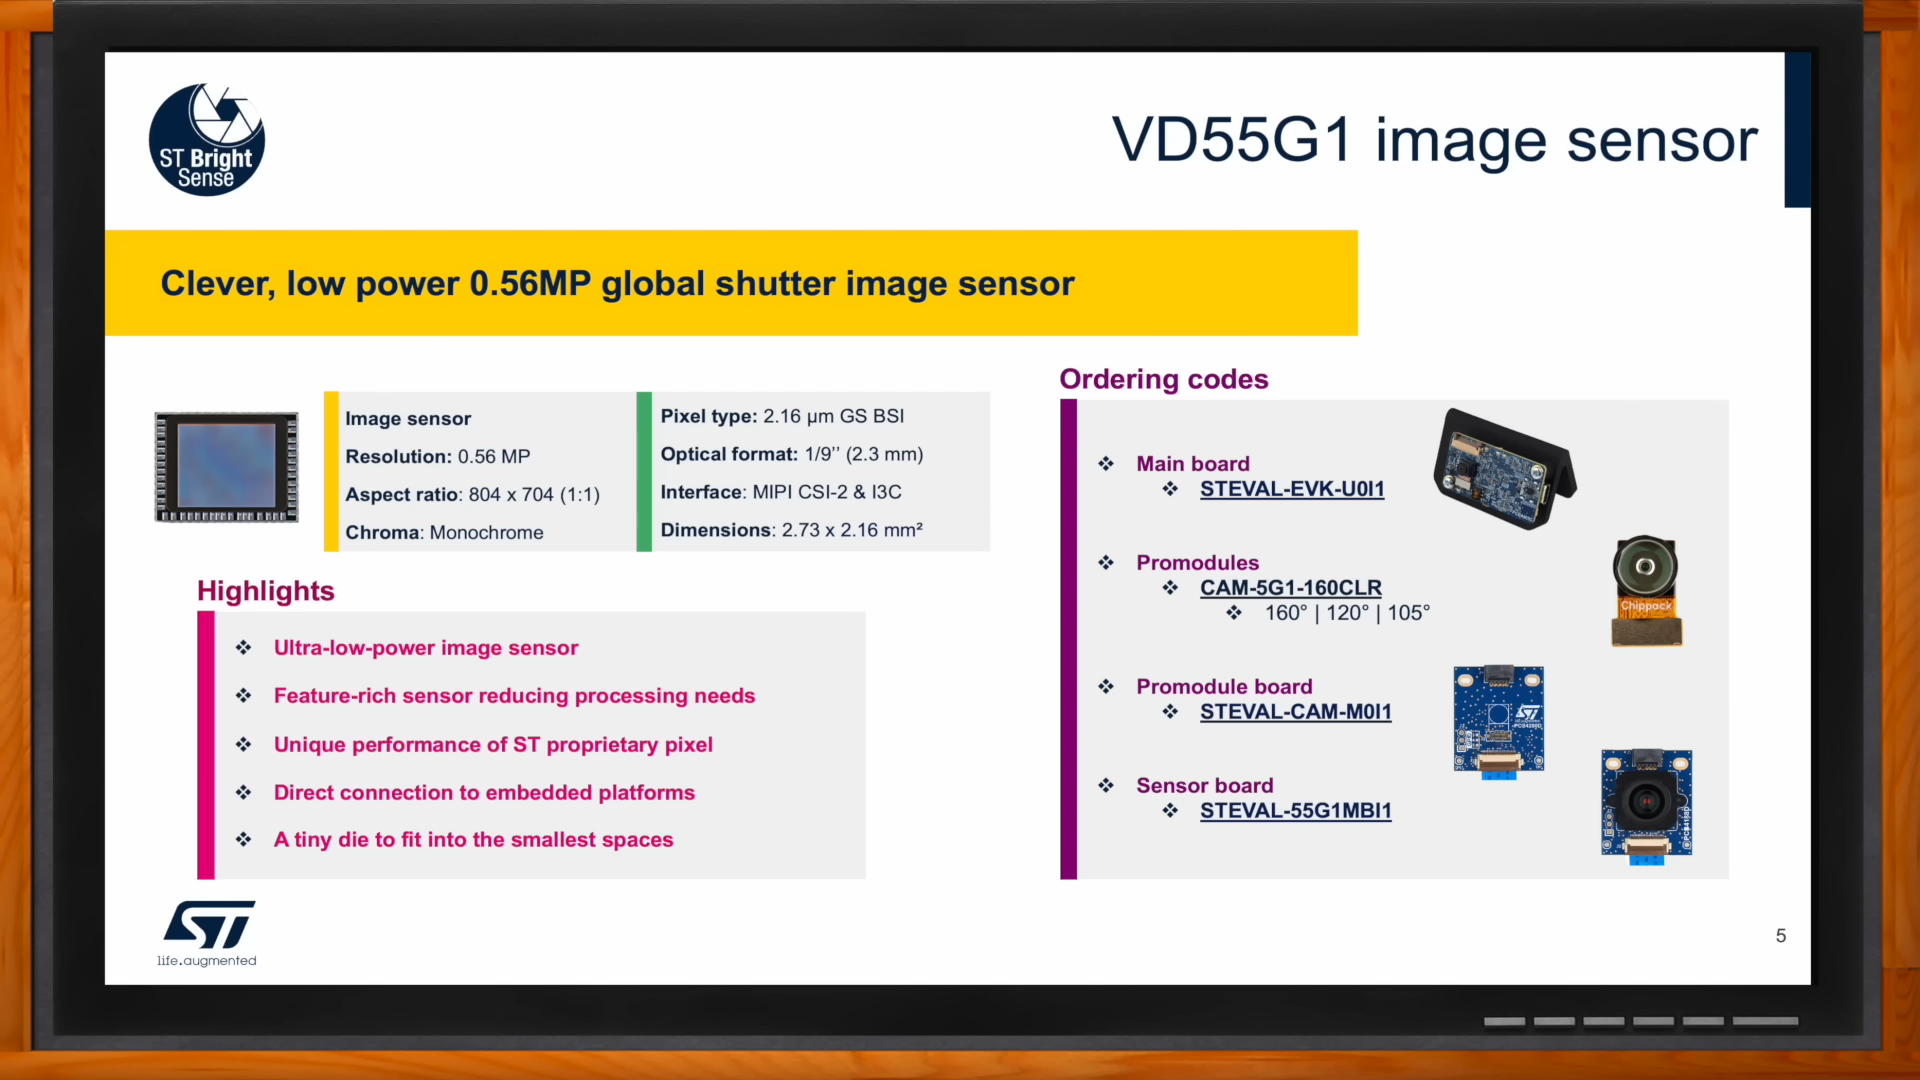 ST Bright
Sense
VD55G1 image sensor
Clever, low power 0.56MP global shutter image sensor
Image sensor
Resolution: 0.56 MP
Aspect ratio: 804 x 704 (1:1)
Chroma: Monochrome
Pixel type: 2.16 µm GS BSI
Optical format: 1/9’’ (2.3 mm)
Interface: MIPI CSI-2 & I3C
Dimensions: 2.73 x 2.16 mm²
Highlights
❖ Ultra-low-power image sensor
❖ Feature-rich sensor reducing processing needs
❖ Unique performance of ST proprietary pixel
❖ Direct connection to embedded platforms
❖ A tiny die to fit into the smallest spaces
Ordering codes
❖ Main board
❖ STEVAL-EVK-U0I1
❖ Promodules
❖ CAM-5G1-160CLR
❖ 160° | 120° | 105°
Chippack
❖ Promodule board
❖ STEVAL-CAM-M0I1
❖ Sensor board
❖ STEVAL-55G1MBI1
ST
life.augmented
5